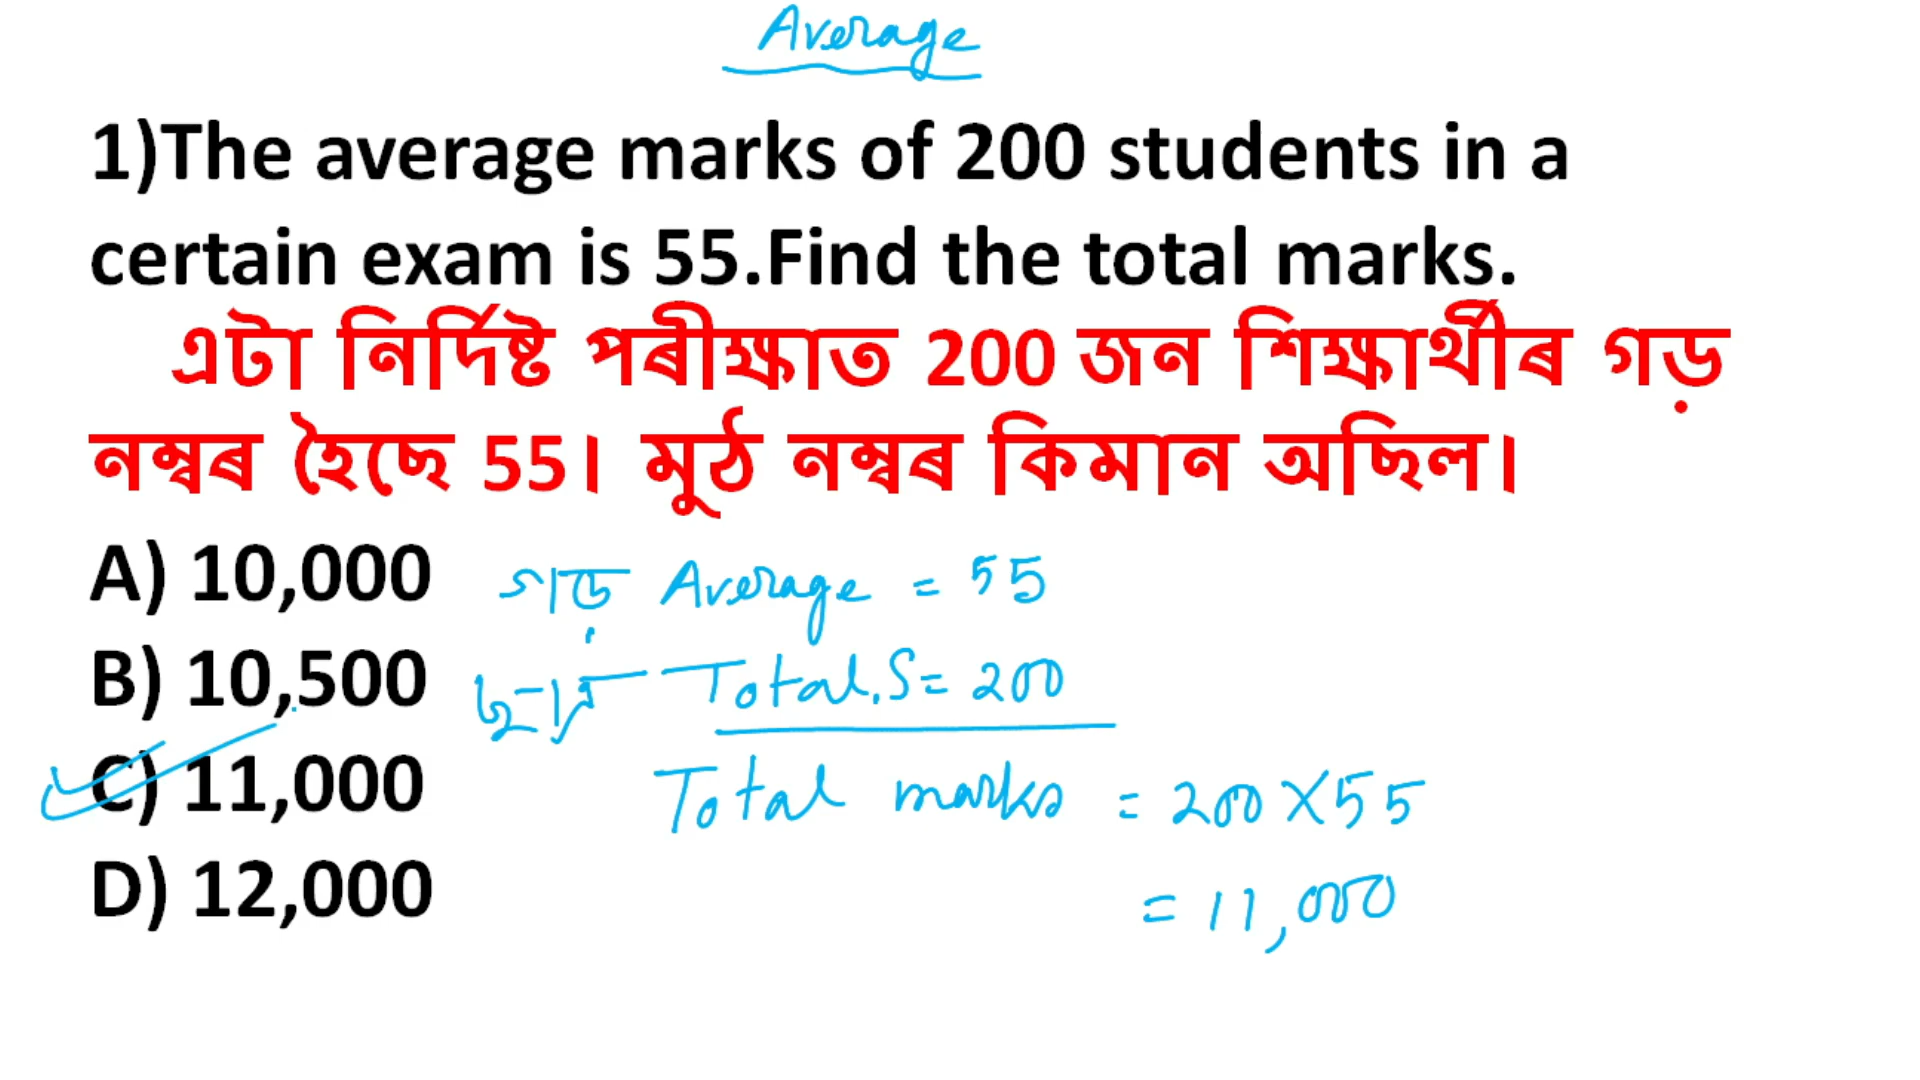 Average
1)The average marks of 200 students in a
certain exam is 55.Find the total marks.
এটা নিৰ্দিষ্ট পৰীক্ষাত 200 জন শিক্ষাৰ্থীৰ গড়
নম্বৰ হৈছে 55। মুঠ নম্বৰ কিমান অছিল।
A) 10,000
গড় Average = 55
B) 10,500
Total.S= 200
C) 11,000
Total marks = 200 X 55
D) 12,000
= 11,000